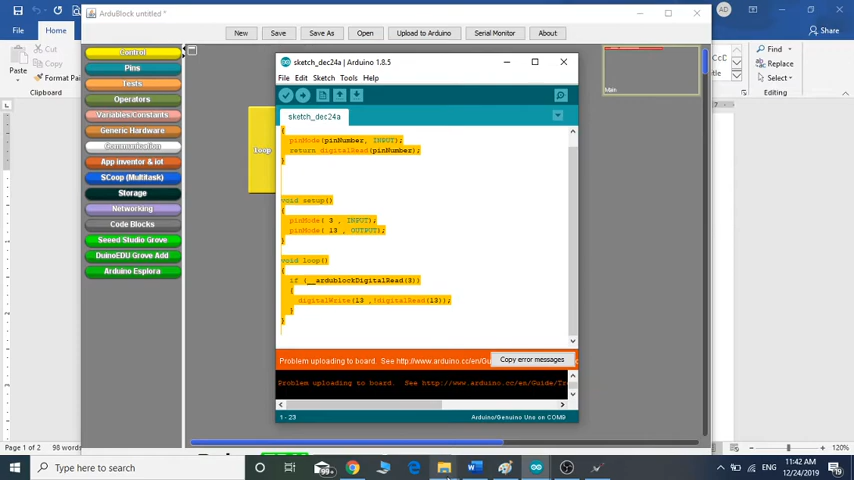 ArduBlock untitled *
AD
File
Home
Share
Cut
Co
Format Pa
Paste
Clipboard
New
Save
Save As
Open
Upload to Arduino
Serial Monitor
About
Find
Replace
Select
Editing
CcC
Main
Control
Pins
Tests
Operators
Variables/Constants
Generic Hardware
Communication
App inventor & iot
SCoop (Multitask)
Storage
Networking
Code Blocks
Seeed Studio Grove
DuinoEDU Grove Add
Arduino Esplora
Loop
sketch_dec24a | Arduino 1.8.5
File Edit Sketch Tools Help
sketch_dec24a
{
pinMode(pinNumber, INPUT);
return digitalRead(pinNumber);
}
void setup()
{
pinMode( 3 , INPUT);
pinMode( 13 , OUTPUT);
}
void loop()
{
if (__ardublockDigitalRead(3))
{
digitalWrite(13 ,!digitalRead(13));
}
}
Problem uploading to board. See http://www.arduino.cc/en/Gu
Copy error messages
Problem uploading to board. See http://www.arduino.cc/en/Guide/Tr
1 - 23
Arduino/Genuino Uno on COM9
Page 1 of 2
98 words
120%
Type here to search
99+
ENG
11:42 AM
12/24/2019
19